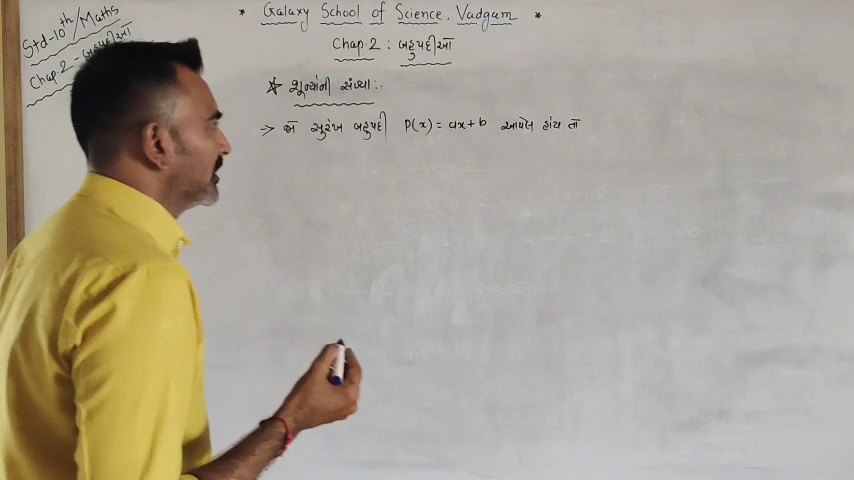 Std-10th/Maths
Chap-2 - બહુપદીઓ
* Galaxy School of Science, Vadgam *
Chap.2 : બહુપદીઓ
☆ શૂન્યોની સંખ્યા :-
→ જો સુરેખ બહુપદી P(x) = ax+b આપેલ હોય તો